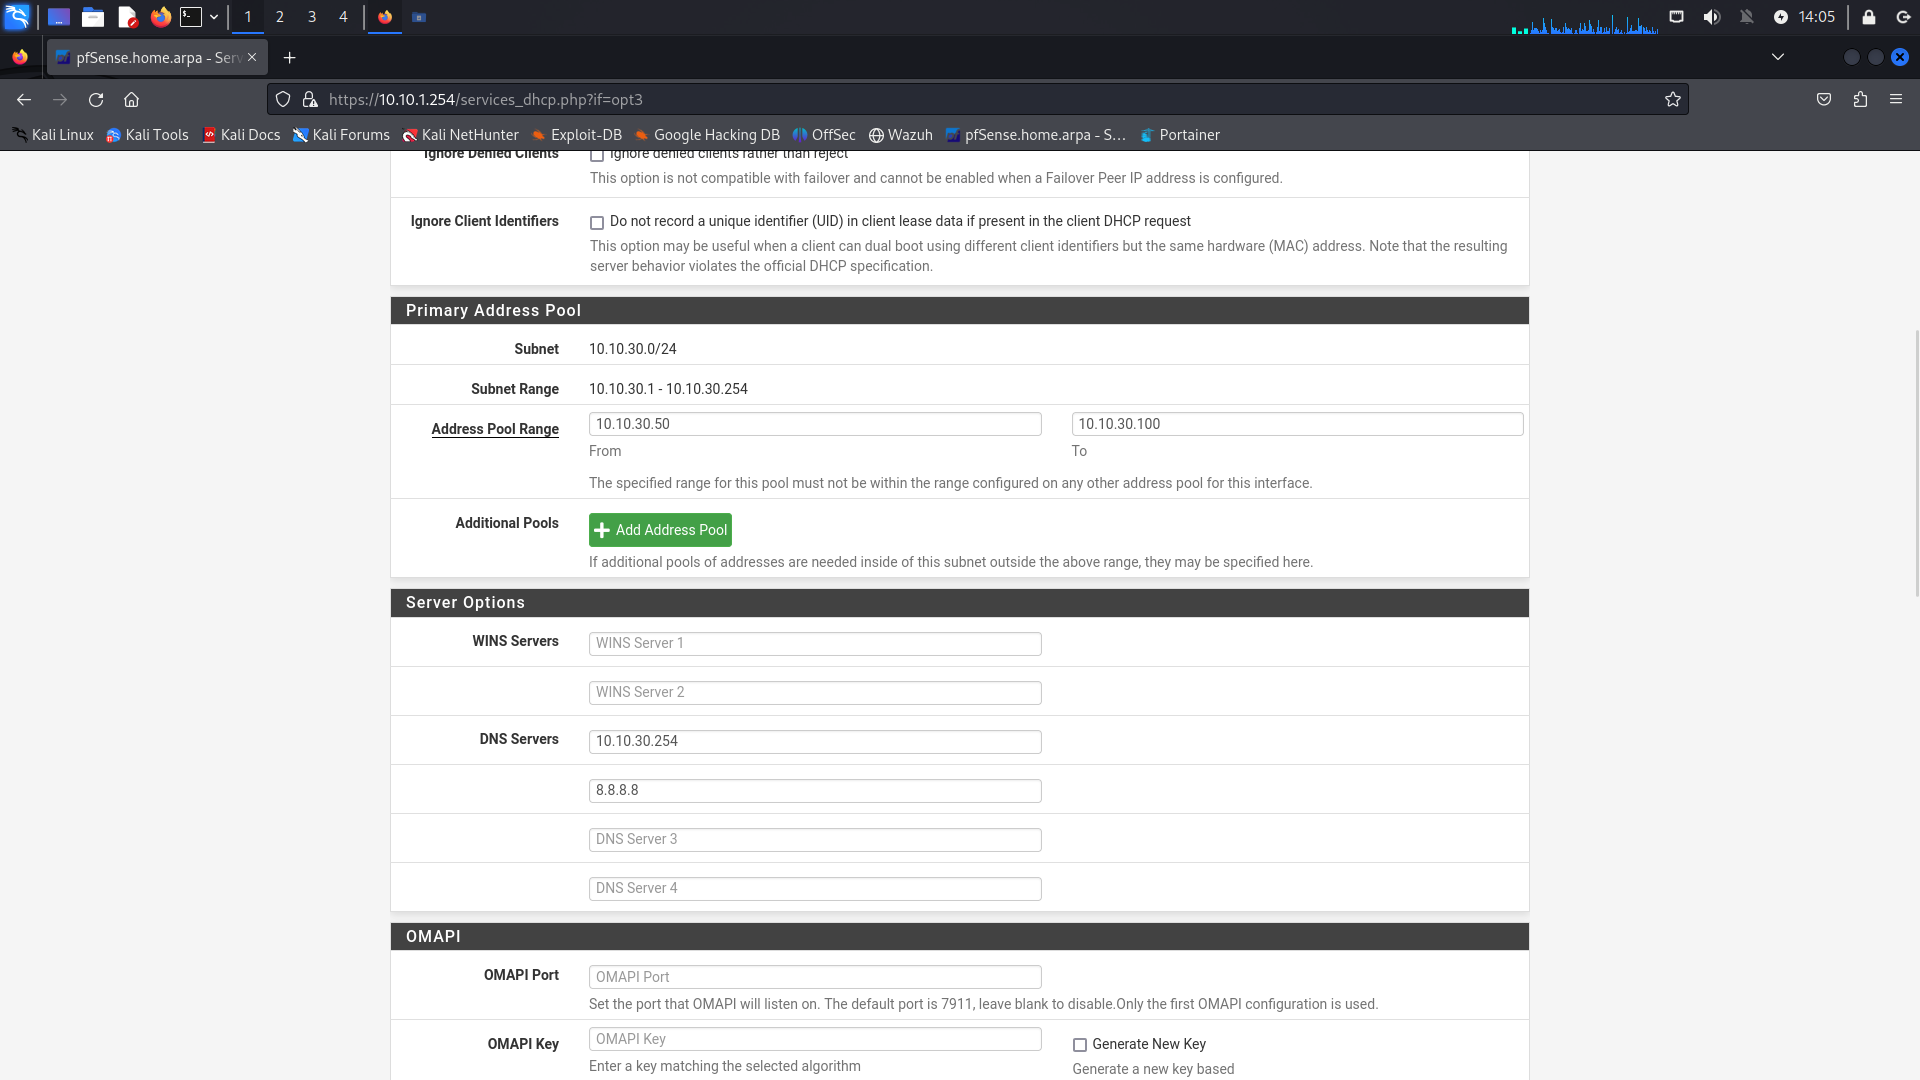 1 2 3 4
14:05
pfSense.home.arpa - Serv
https://10.10.1.254/services_dhcp.php?if=opt3
Kali Linux Kali Tools Kali Docs Kali Forums Kali NetHunter Exploit-DB Google Hacking DB OffSec Wazuh pfSense.home.arpa - S… Portainer
Ignore Denied Clients Ignore denied clients rather than reject
This option is not compatible with failover and cannot be enabled when a Failover Peer IP address is configured.
Ignore Client Identifiers Do not record a unique identifier (UID) in client lease data if present in the client DHCP request
This option may be useful when a client can dual boot using different client identifiers but the same hardware (MAC) address. Note that the resulting
server behavior violates the official DHCP specification.
Primary Address Pool
Subnet 10.10.30.0/24
Subnet Range 10.10.30.1 - 10.10.30.254
Address Pool Range 10.10.30.50 10.10.30.100
From To
The specified range for this pool must not be within the range configured on any other address pool for this interface.
Additional Pools Add Address Pool
If additional pools of addresses are needed inside of this subnet outside the above range, they may be specified here.
Server Options
WINS Servers WINS Server 1
WINS Server 2
DNS Servers 10.10.30.254
8.8.8.8
DNS Server 3
DNS Server 4
OMAPI
OMAPI Port OMAPI Port
Set the port that OMAPI will listen on. The default port is 7911, leave blank to disable.Only the first OMAPI configuration is used.
OMAPI Key OMAPI Key Generate New Key
Enter a key matching the selected algorithm Generate a new key based